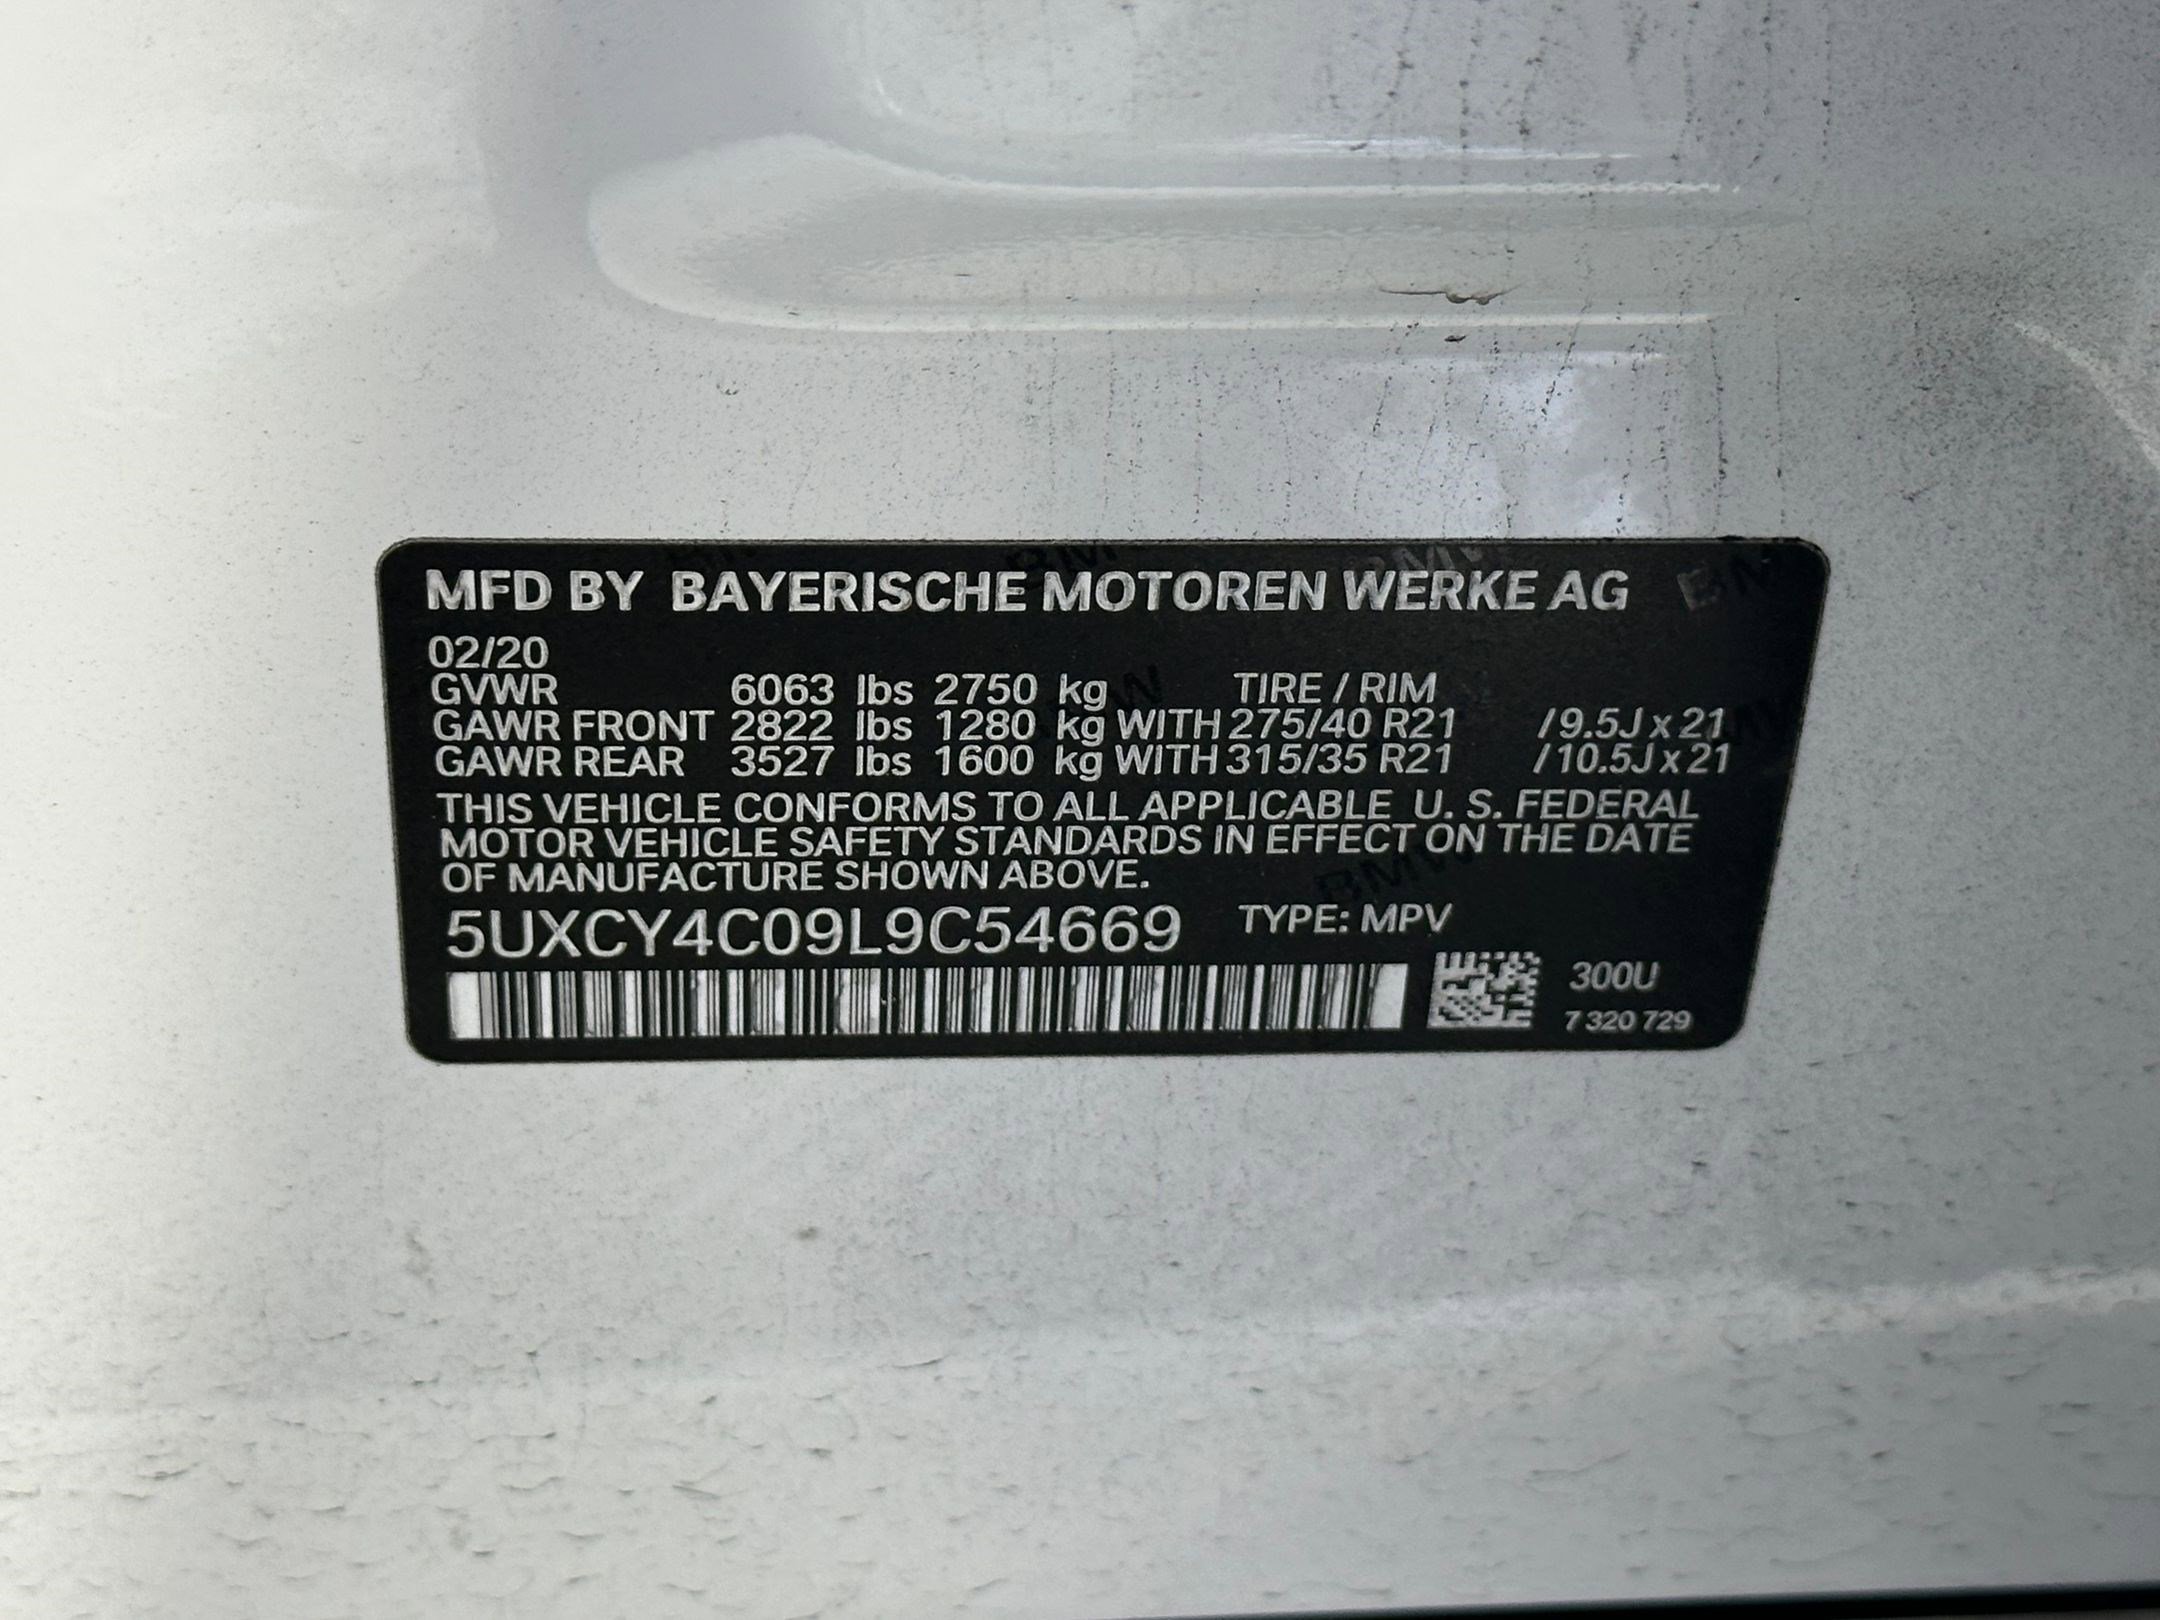 MFD BY BAYERISCHE MOTOREN WERKE AG
02/20
GVWR 6063 lbs 2750 kg TIRE / RIM
GAWR FRONT 2822 lbs 1280 kg WITH 275/40 R21 /9.5J x 21
GAWR REAR 3527 lbs 1600 kg WITH 315/35 R21 /10.5J x 21
THIS VEHICLE CONFORMS TO ALL APPLICABLE U. S. FEDERAL
MOTOR VEHICLE SAFETY STANDARDS IN EFFECT ON THE DATE
OF MANUFACTURE SHOWN ABOVE.
5UXCY4C09L9C54669 TYPE: MPV
300U
7 320 729